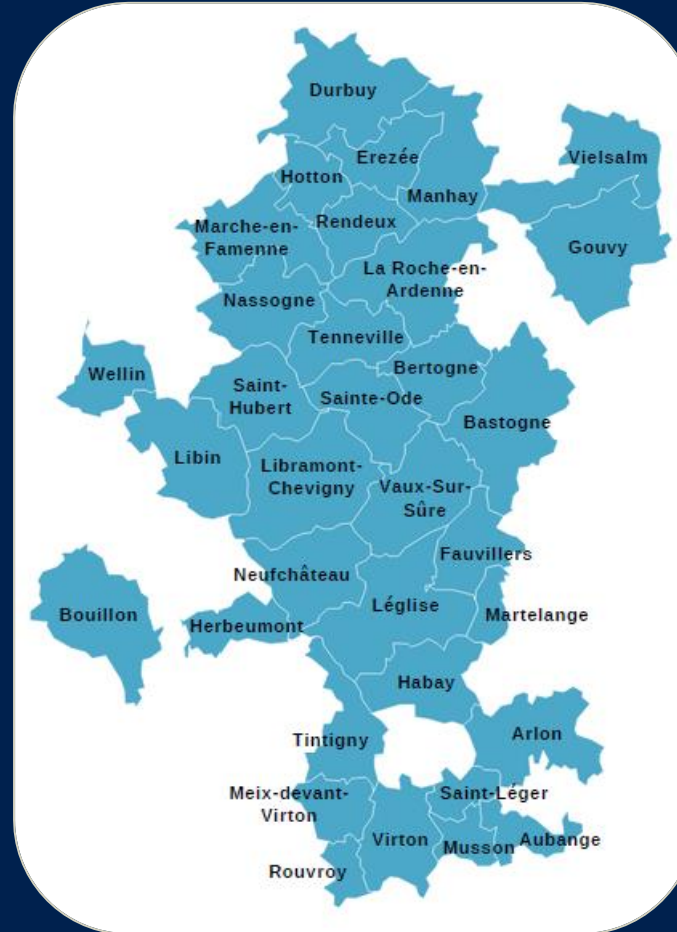 Durbuy
Erezée
Vielsalm
Hotton
Manhay
Marche-en-
Famenne
Rendeux
Gouvy
La Roche-en-
Ardenne
Nassogne
Tenneville
Bertogne
Wellin
Saint-
Hubert
Sainte-Ode
Bastogne
Libin
Libramont-
Chevigny
Vaux-Sur-
Sûre
Fauvillers
Neufchâteau
Léglise
Bouillon
Herbeumont
Martelange
Habay
Tintigny
Arlon
Meix-devant-
Virton
Saint-Léger
Virton
Musson
Aubange
Rouvroy